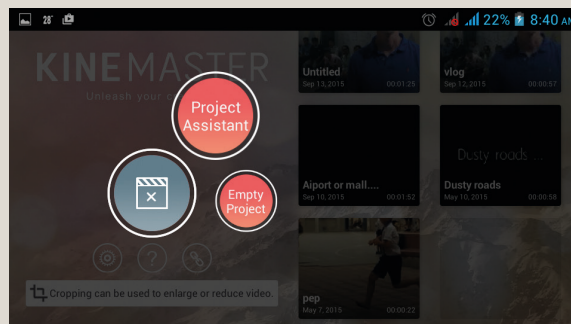 28°
22%
8:40 AM
KINEMASTER
Unleash your
Project
Assistant
Empty
Project
Cropping can be used to enlarge or reduce video.
Untitled
Sep 13, 2015 00:01:25
vlog
Sep 12, 2015 00:00:57
Aiport or mall....
Sep 10, 2015 00:01:52
Dusty roads ...
Dusty roads
May 10, 2015 00:00:58
pep
May 7, 2015 00:00:22